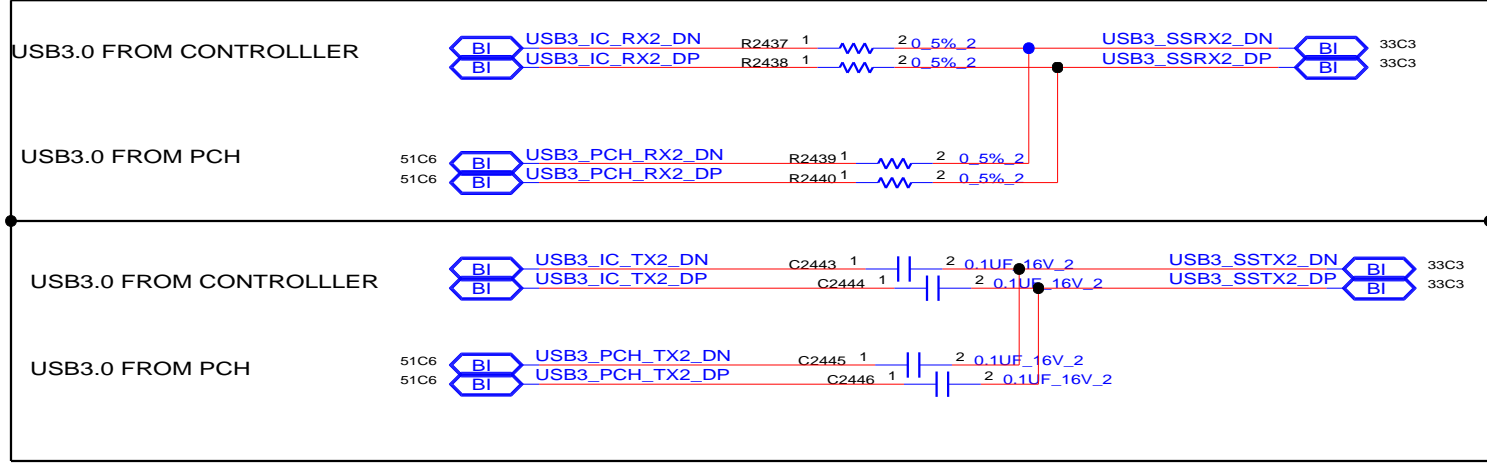 USB3.0 FROM CONTROLLLER
BI USB3_IC_RX2_DN R2437 1 2 0_5%_2 USB3_SSRX2_DN BI 33C3
BI USB3_IC_RX2_DP R2438 1 2 0_5%_2 USB3_SSRX2_DP BI 33C3
USB3.0 FROM PCH
51C6 BI USB3_PCH_RX2_DN R2439 1 2 0_5%_2
51C6 BI USB3_PCH_RX2_DP R2440 1 2 0_5%_2
USB3.0 FROM CONTROLLLER
BI USB3_IC_TX2_DN C2443 1 2 0.1UF_16V_2 USB3_SSTX2_DN BI 33C3
BI USB3_IC_TX2_DP C2444 1 2 0.1UF_16V_2 USB3_SSTX2_DP BI 33C3
USB3.0 FROM PCH
51C6 BI USB3_PCH_TX2_DN C2445 1 2 0.1UF_16V_2
51C6 BI USB3_PCH_TX2_DP C2446 1 2 0.1UF_16V_2